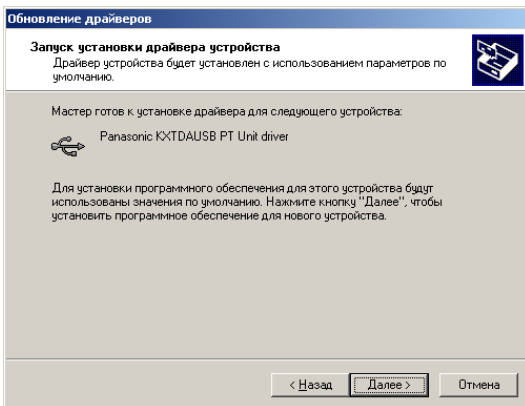 Обновление драйверов
Запуск установки драйвера устройства
Драйвер устройства будет установлен с использованием параметров по
умолчанию.
Мастер готов к установке драйвера для следующего устройства:
Panasonic KXTDAUSB PT Unit driver
Для установки программного обеспечения для этого устройства будут
использованы значения по умолчанию. Нажмите кнопку "Далее", чтобы
установить программное обеспечение для нового устройства.
< Назад Далее > Отмена